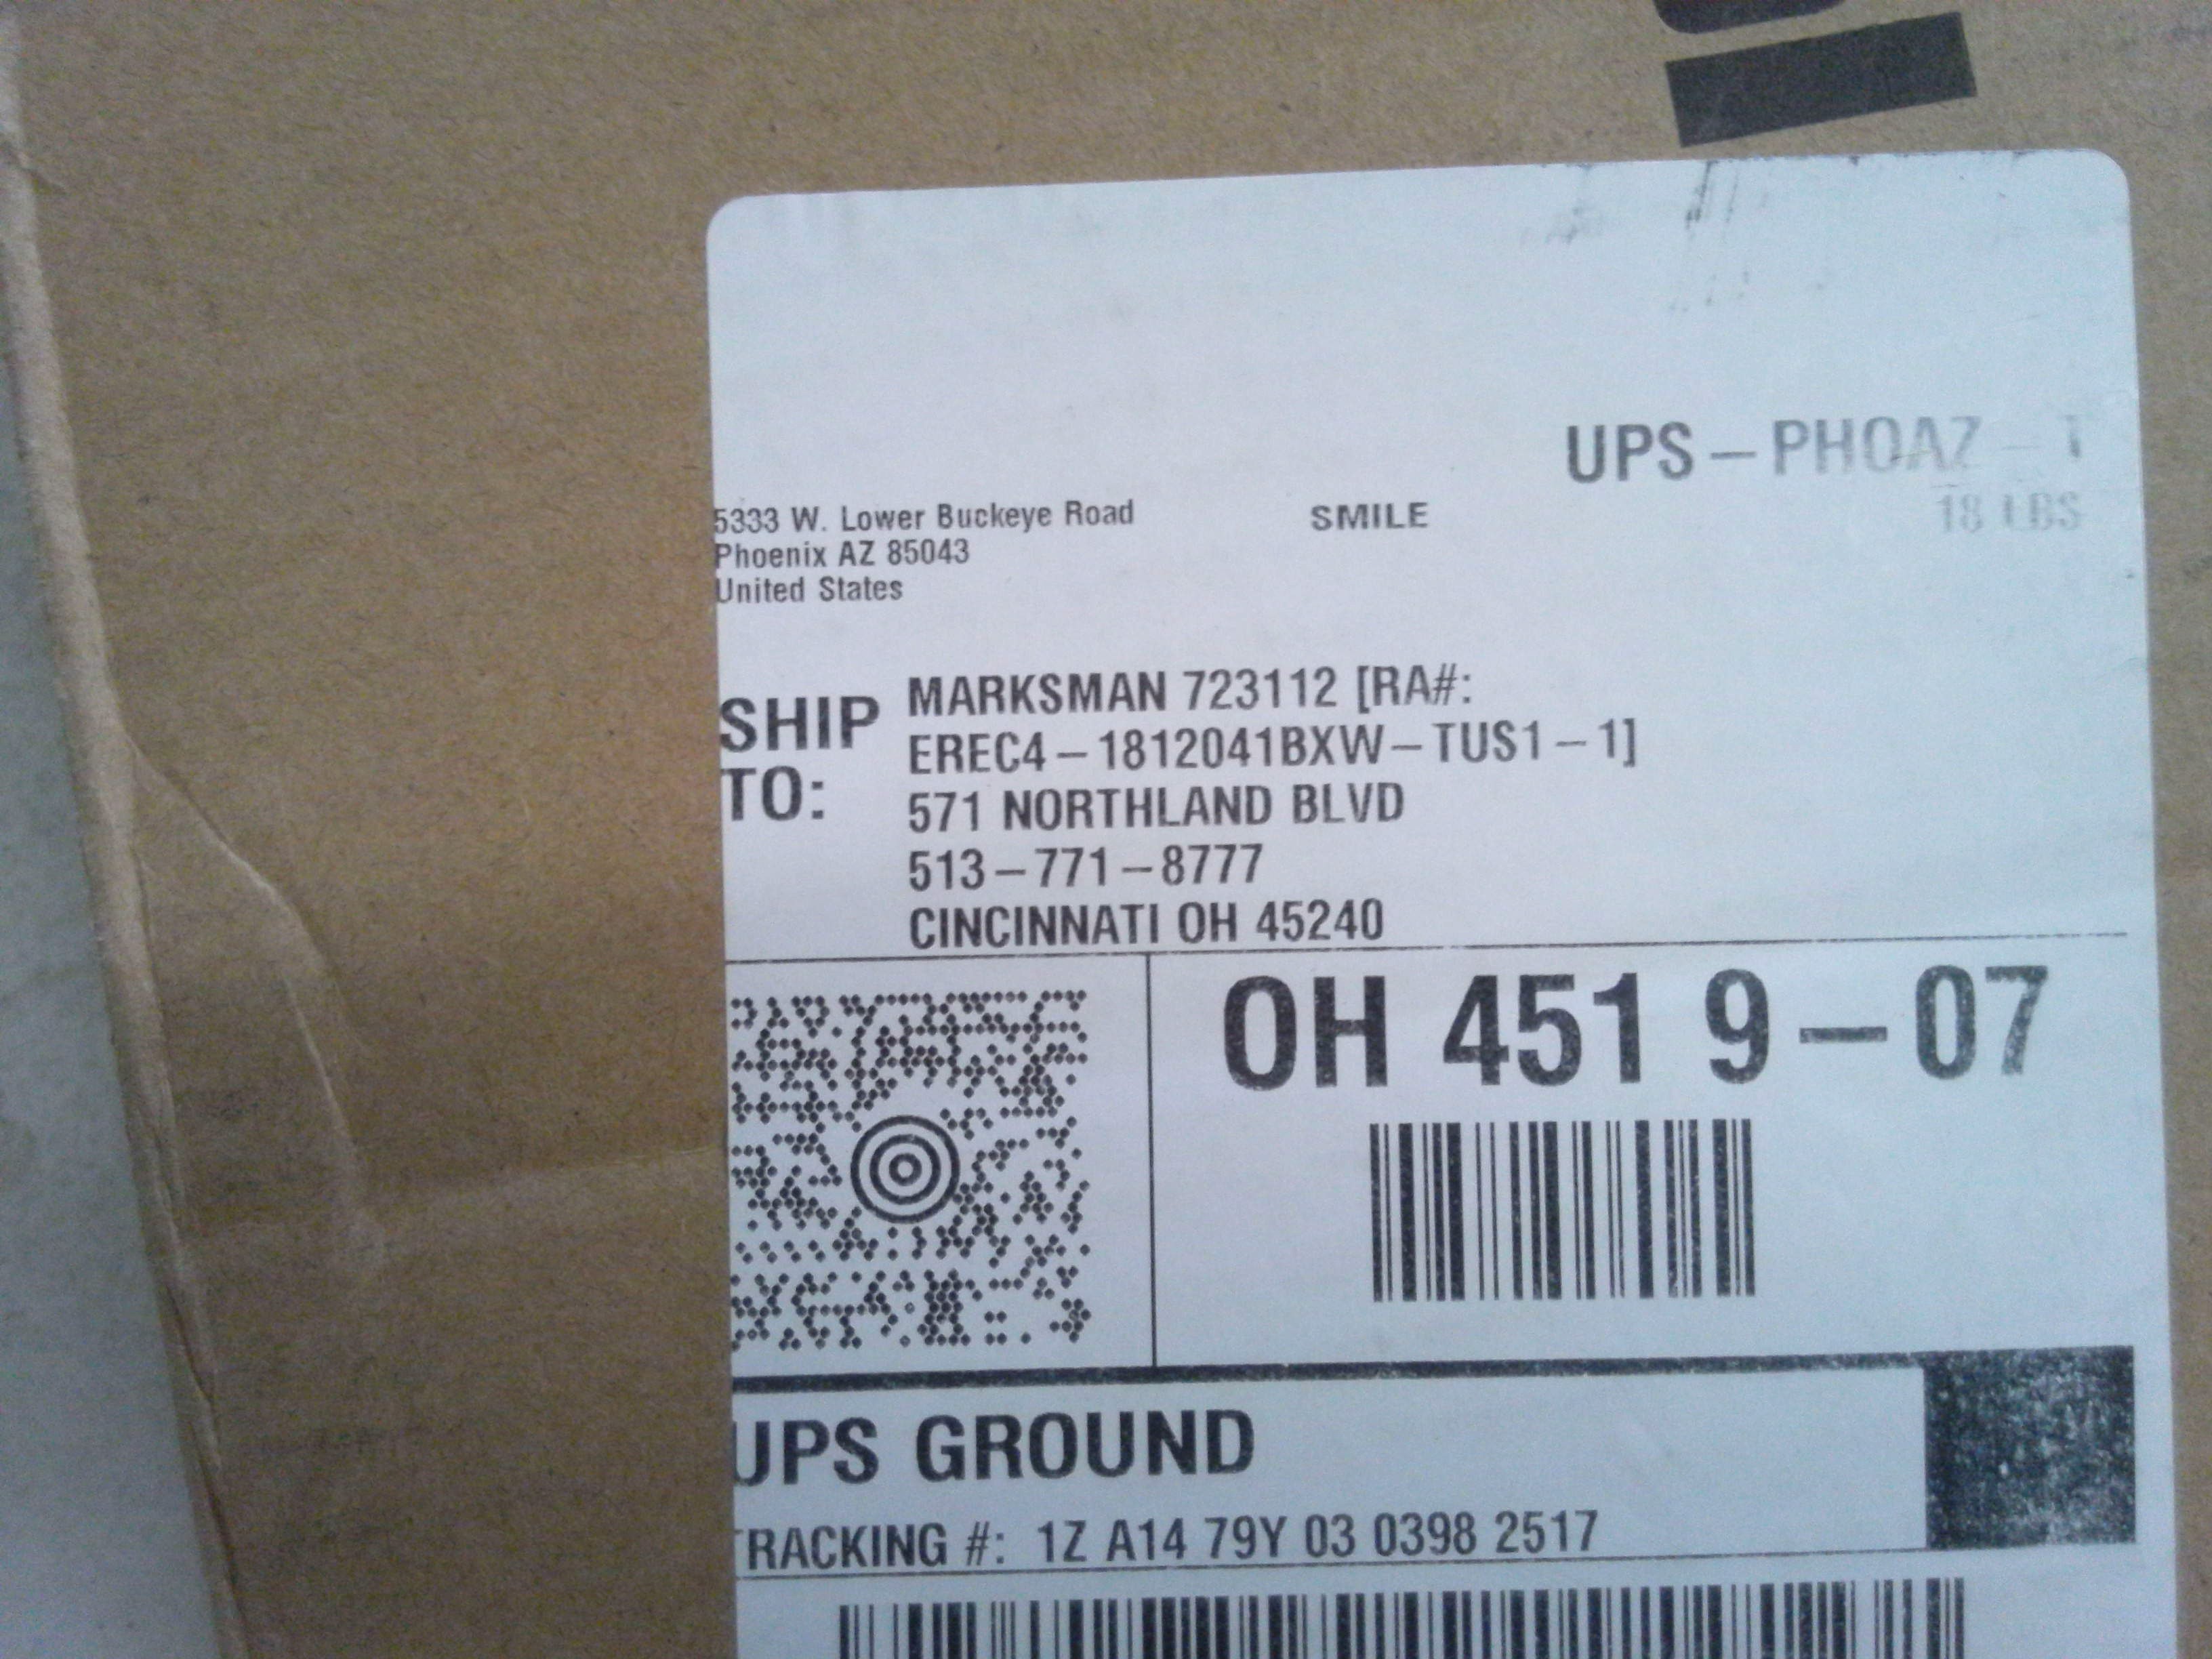 UPS – PHOAZ – T
18 LBS
5333 W. Lower Buckeye Road
SMILE
Phoenix AZ 85043
United States
SHIP TO:
MARKSMAN 723112 [RA#:
EREC4 – 1812041BXW – TUS1 – 1]
571 NORTHLAND BLVD
513 – 771 – 8777
CINCINNATI OH 45240
OH 451 9 – 07
UPS GROUND
TRACKING #: 1Z A14 79Y 03 0398 2517